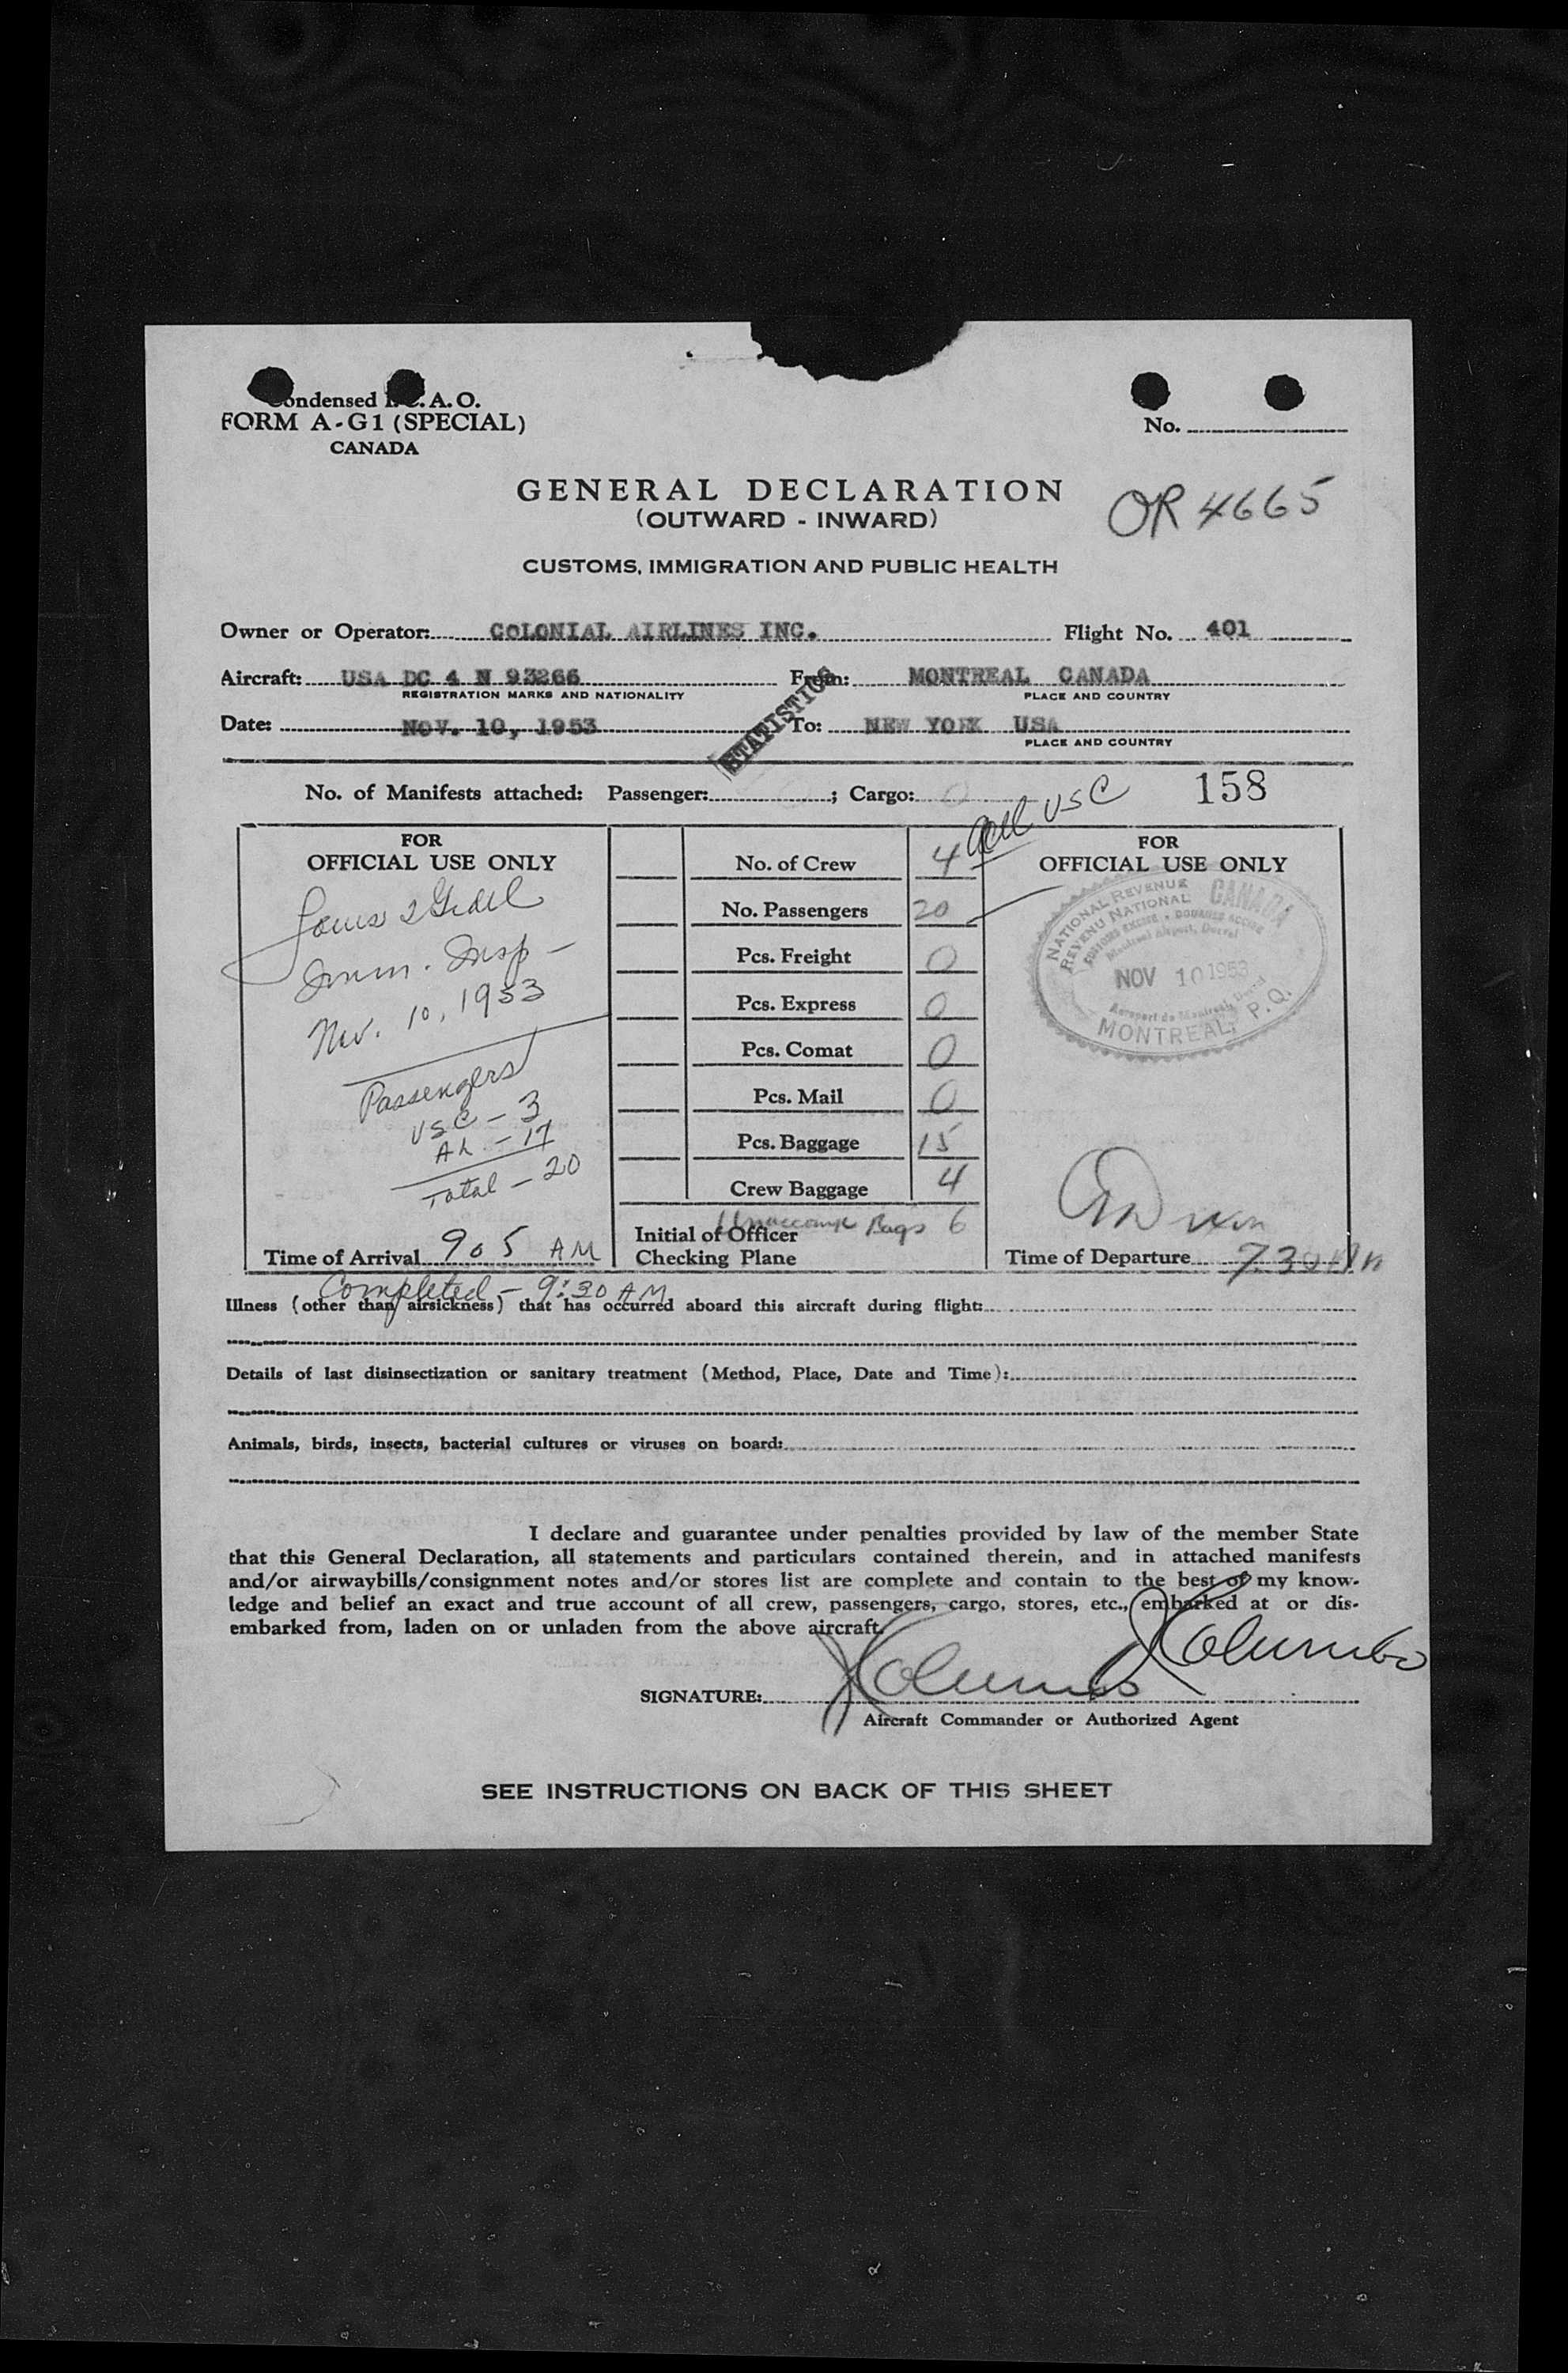 Condensed I.C.A.O.
FORM A-G1 (SPECIAL)
CANADA
No.
GENERAL DECLARATION
(OUTWARD - INWARD)
OR 4665
CUSTOMS, IMMIGRATION AND PUBLIC HEALTH
Owner or Operator: COLONIAL AIRLINES INC. Flight No. 401
Aircraft: USA DC 4 N 93266 From: MONTREAL CANADA
REGISTRATION MARKS AND NATIONALITY PLACE AND COUNTRY
Date: NOV. 10, 1953 To: NEW YORK USA
PLACE AND COUNTRY
STATISTICS
No. of Manifests attached: Passenger: ; Cargo: 0
All USC
158
FOR
OFFICIAL USE ONLY
Imm. Insp -
Nov. 10, 1953
Passengers
USC - 3
AL - 17
Total - 20
Time of Arrival 905 AM
No. of Crew 4
No. Passengers 20
Pcs. Freight 0
Pcs. Express 0
Pcs. Comat 0
Pcs. Mail 0
Pcs. Baggage 15
Crew Baggage 4
Unaccomp Bags 6
Initial of Officer
Checking Plane
FOR
OFFICIAL USE ONLY
NATIONAL REVENUE CANADA
REVENU NATIONAL
CUSTOMS EXCISE • DOUANES ACCISE
Montreal Airport, Dorval
NOV 10 1953
Aeroport de Montreal, Dorval
MONTREAL, P.Q.
Time of Departure 7.30
Completed - 9:30 AM
Illness (other than airsickness) that has occurred aboard this aircraft during flight:
Details of last disinsectization or sanitary treatment (Method, Place, Date and Time):
Animals, birds, insects, bacterial cultures or viruses on board:
I declare and guarantee under penalties provided by law of the member State
that this General Declaration, all statements and particulars contained therein, and in attached manifests
and/or airwaybills/consignment notes and/or stores list are complete and contain to the best of my know-
ledge and belief an exact and true account of all crew, passengers, cargo, stores, etc., embarked at or dis-
embarked from, laden on or unladen from the above aircraft.
SIGNATURE:
Aircraft Commander or Authorized Agent
SEE INSTRUCTIONS ON BACK OF THIS SHEET